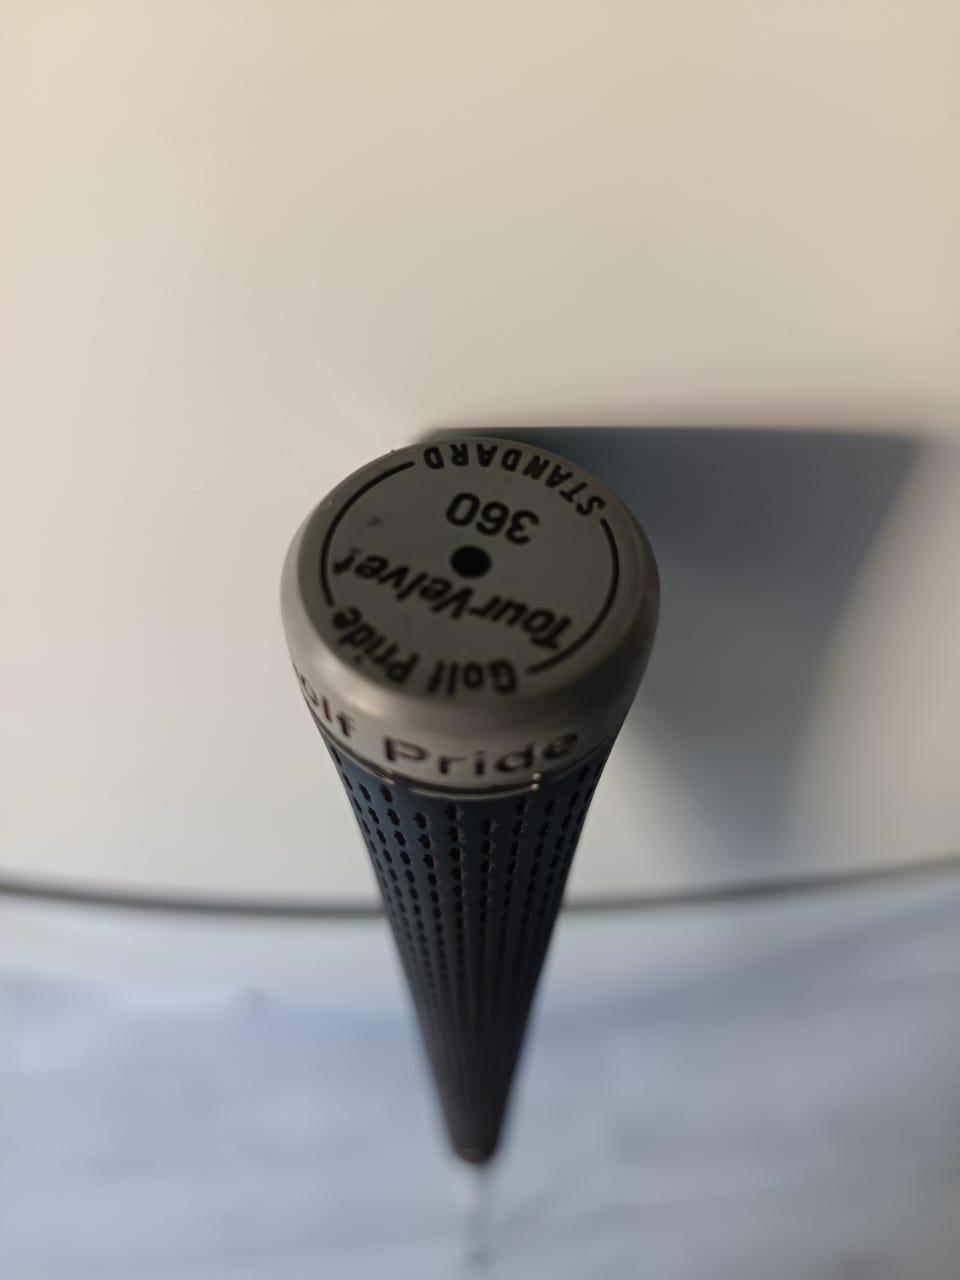 Golf Pride
TourVelvet
360
STANDARD
olf Pride